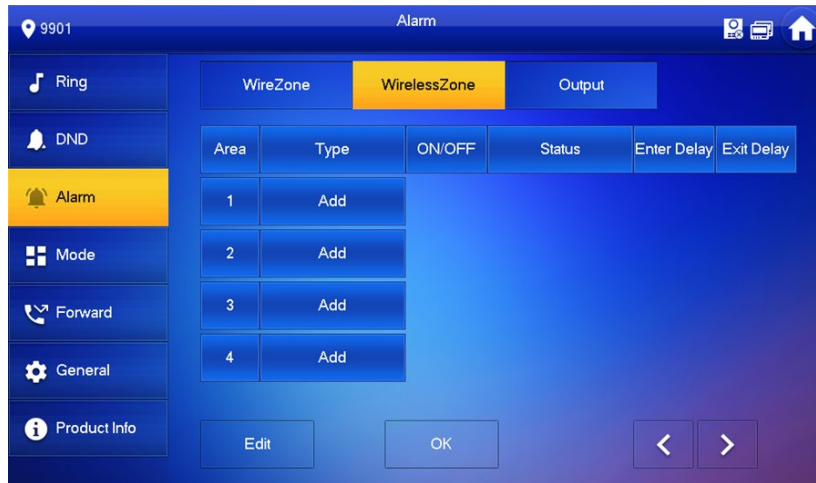 9901
Alarm
Ring
DND
Alarm
Mode
Forward
General
Product Info
WireZone WirelessZone Output
Area Type ON/OFF Status Enter Delay Exit Delay
1 Add
2 Add
3 Add
4 Add
Edit OK